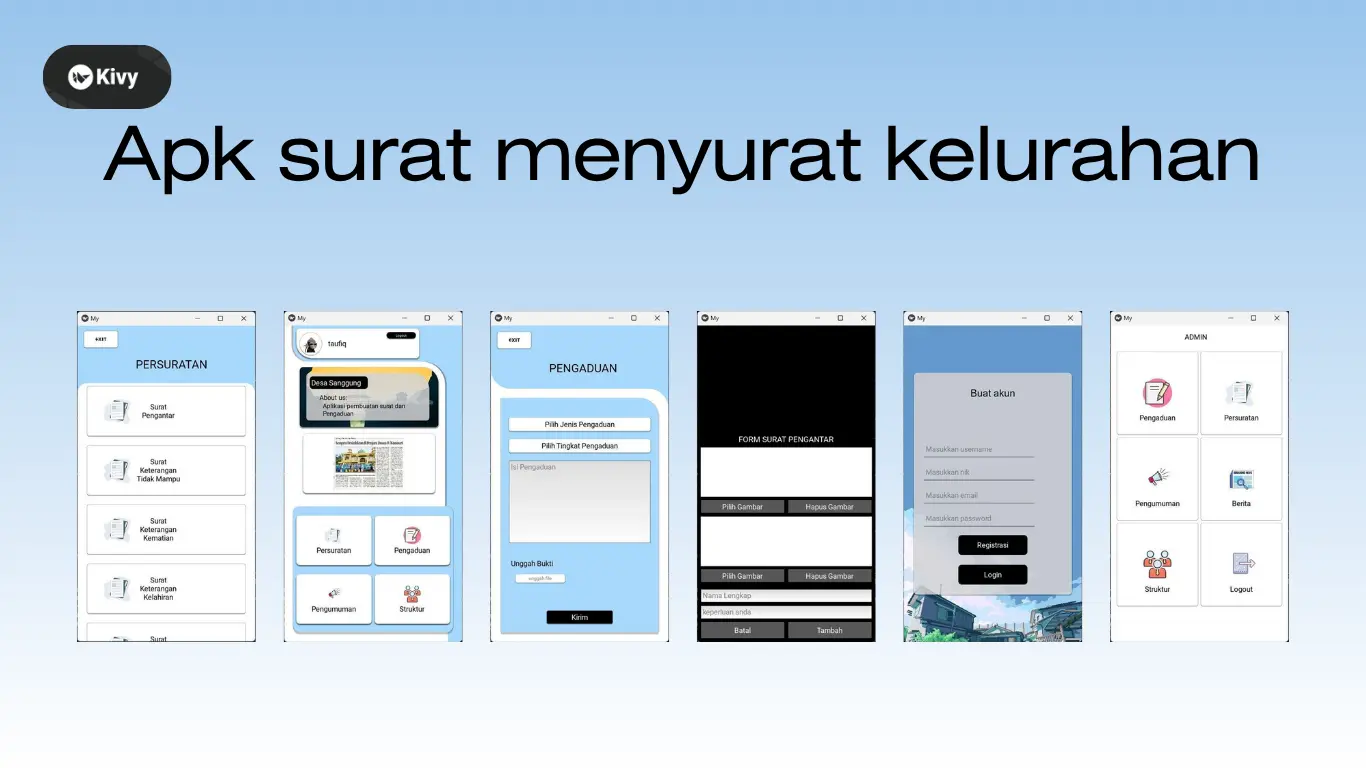 Kivy
Apk surat menyurat kelurahan
My
EXIT
PERSURATAN
Surat
Pengantar
Surat
Keterangan
Tidak Mampu
Surat
Keterangan
Kematian
Surat
Keterangan
Kelahiran
Surat
My
taufiq
Logout
Desa Sanggung
About us:
Aplikasi pembuatan surat dan
Pengaduan
Persuratan
Pengaduan
Pengumuman
Struktur
My
EXIT
PENGADUAN
Pilih Jenis Pengaduan
Pilih Tingkat Pengaduan
Isi Pengaduan
Unggah Bukti
unggah file
Kirim
My
FORM SURAT PENGANTAR
Pilih Gambar
Hapus Gambar
Pilih Gambar
Hapus Gambar
Nama Lengkap
keperluan anda
Batal
Tambah
My
Buat akun
Masukkan username
Masukkan nik
Masukkan email
Masukkan password
Registrasi
Login
My
ADMIN
Pengaduan
Persuratan
Pengumuman
Berita
Struktur
Logout